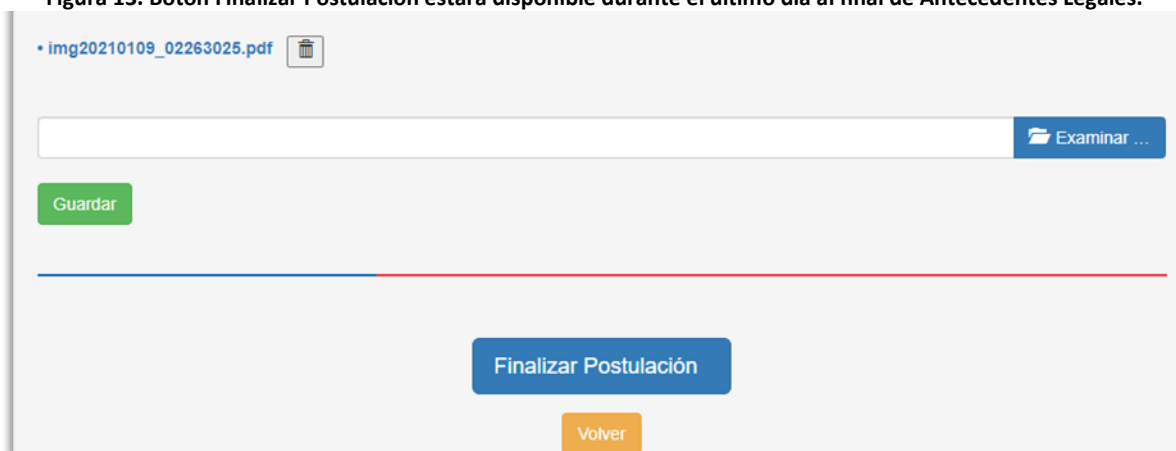 Figura 15. Botón Finalizar Postulación estará disponible durante el último día al final de Antecedentes Legales.
• img20210109_02263025.pdf
Examinar ...
Guardar
Finalizar Postulación
Volver